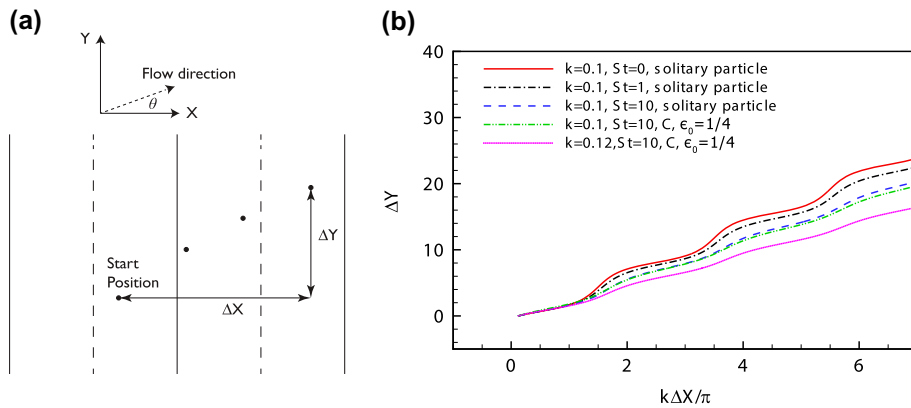 (a)
Y
Flow direction
θ
X
Start
Position
ΔY
ΔX
(b)
40
30
20
10
0
ΔY
k=0.1, St=0, solitary particle
k=0.1, St=1, solitary particle
k=0.1, St=10, solitary particle
k=0.1, St=10, C, ϵ₀=1/4
k=0.12,St=10, C, ϵ₀=1/4
0 2 4 6
kΔX/π